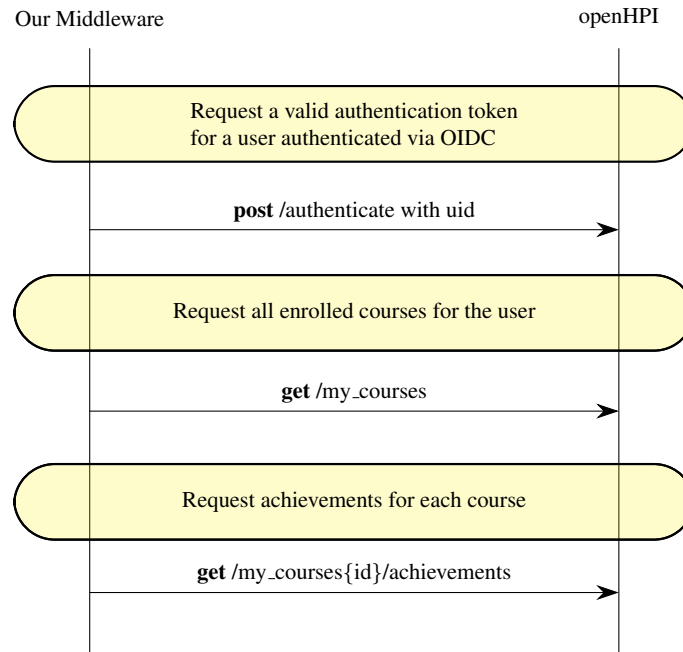 Our Middleware
openHPI
Request a valid authentication token
for a user authenticated via OIDC
post /authenticate with uid
Request all enrolled courses for the user
get /my_courses
Request achievements for each course
get /my_courses{id}/achievements